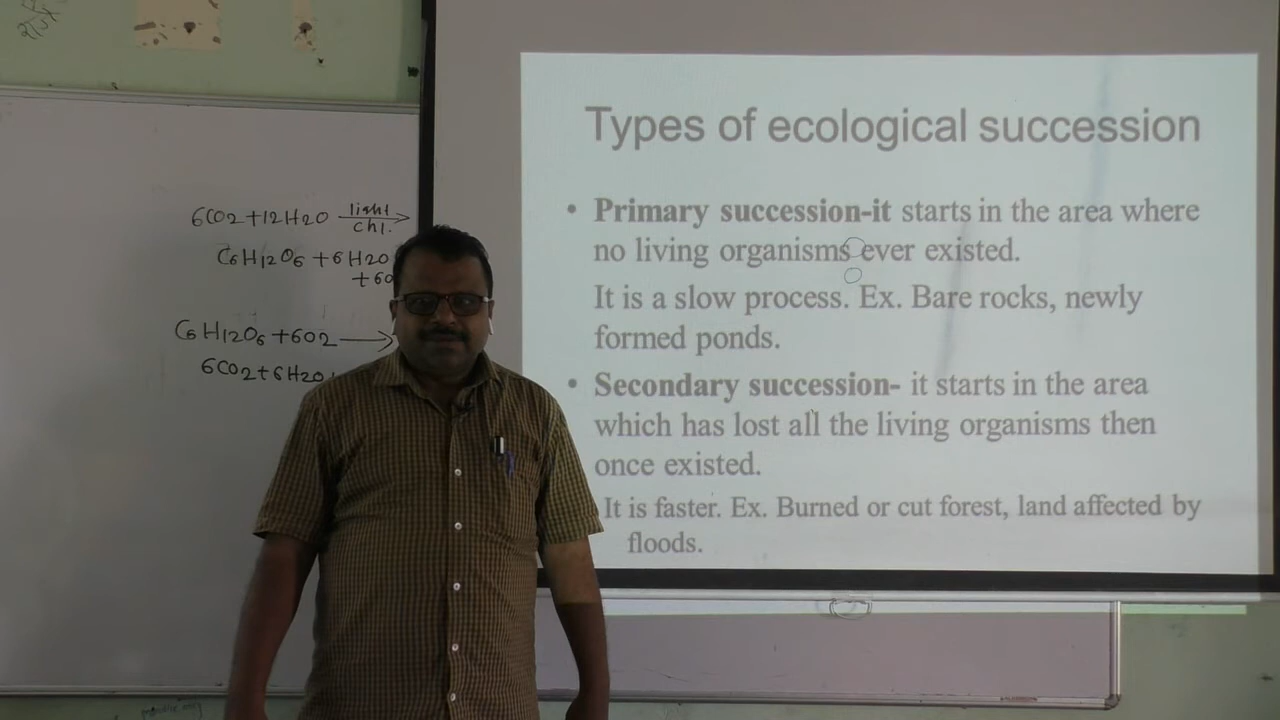 6CO2+12H2O light
chl.
C6H12O6+6H2O
+6O
C6H12O6+6O2
6CO2+6H2O+
Types of ecological succession
• Primary succession-it starts in the area where
no living organisms ever existed.
It is a slow process. Ex. Bare rocks, newly
formed ponds.
• Secondary succession- it starts in the area
which has lost all the living organisms then
once existed.
It is faster. Ex. Burned or cut forest, land affected by
floods.